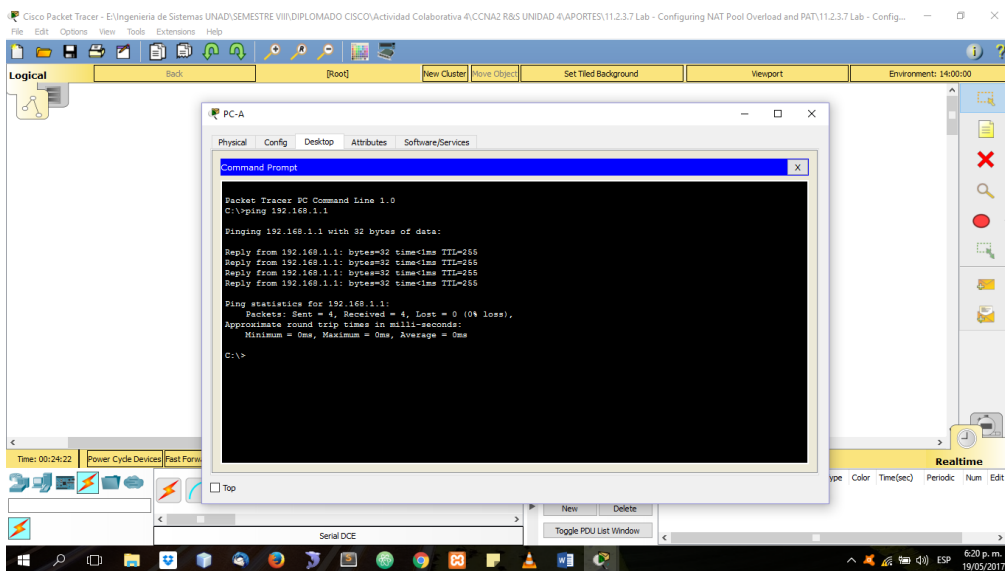 Cisco Packet Tracer - E:\Ingenieria de Sistemas UNAD\SEMESTRE VIII\DIPLOMADO CISCO\Actividad Colaborativa 4\CCNA2 R&S UNIDAD 4\APORTES\11.2.3.7 Lab - Configuring NAT Pool Overload and PAT\11.2.3.7 Lab - Config...
File Edit Options View Tools Extensions Help
Logical Back [Root] New Cluster Move Object Set Tiled Background Viewport Environment: 14:00:00
PC-A
Physical Config Desktop Attributes Software/Services
Command Prompt X
Packet Tracer PC Command Line 1.0
C:\>ping 192.168.1.1
Pinging 192.168.1.1 with 32 bytes of data:
Reply from 192.168.1.1: bytes=32 time<1ms TTL=255
Reply from 192.168.1.1: bytes=32 time<1ms TTL=255
Reply from 192.168.1.1: bytes=32 time<1ms TTL=255
Reply from 192.168.1.1: bytes=32 time<1ms TTL=255
Ping statistics for 192.168.1.1:
Packets: Sent = 4, Received = 4, Lost = 0 (0% loss),
Approximate round trip times in milli-seconds:
Minimum = 0ms, Maximum = 0ms, Average = 0ms
C:\>
Time: 00:24:22 Power Cycle Devices Fast Forw
Realtime
Top
ype Color Time(sec) Periodic Num Edit
New Delete
Toggle PDU List Window
Serial DCE
ESP
6:20 p. m.
19/05/2017